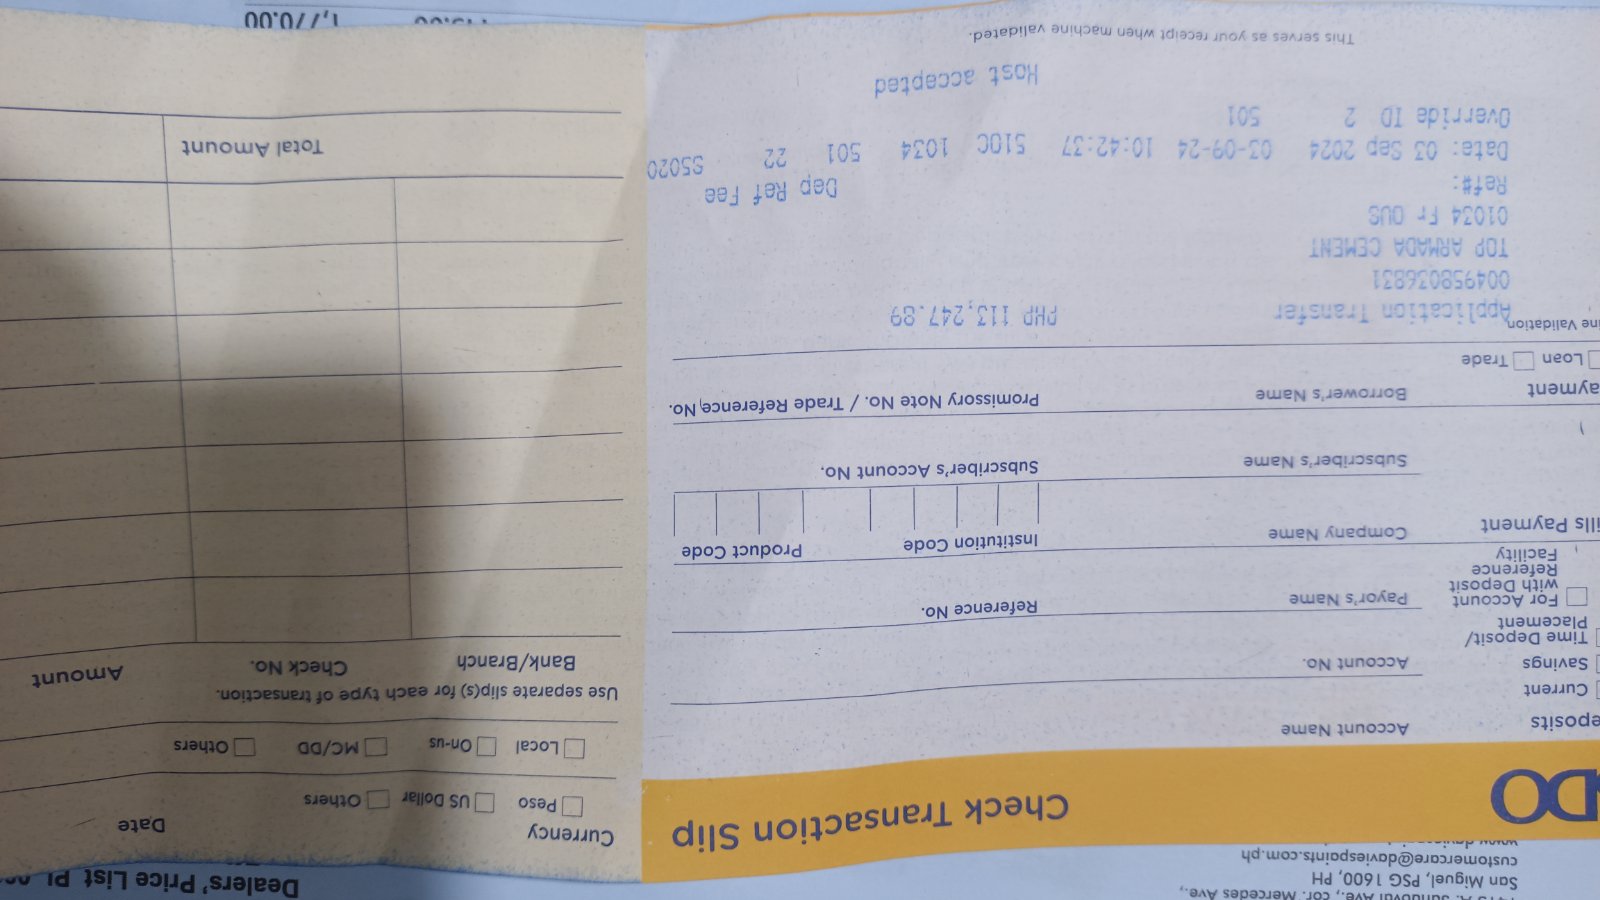 San Miguel, PSG 1600, PH
customercare@daviespaints.com.ph
Dealers' Price List
Check Transaction Slip
Deposits
Current
Savings
Time Deposit/
Placement
For Account
with Deposit
Reference
Facility
Account Name
Account No.
Payor's Name
Reference No.
Bills Payment
Company Name
Institution Code
Product Code
Subscriber's Name
Subscriber's Account No.
Payment
Loan
Trade
Borrower's Name
Promissory Note No. / Trade Reference No.
Validation
Application Transfer PHP 113,247.89
004958036831
TOP ARMADA CEMENT
01034 Fr OUS
Ref#: Dep Ref Fee
Date: 03 Sep 2024 03-09-24 10:42:37 510C 1034 501 22 S5020
Override ID 2 501
Host accepted
This serves as your receipt when machine validated.
Currency
Date
Peso
US Dollar
Others
Local
On-us
MC/DD
Others
Use separate slip(s) for each type of transaction.
Bank/Branch
Check No.
Amount
Total Amount
1,770.00